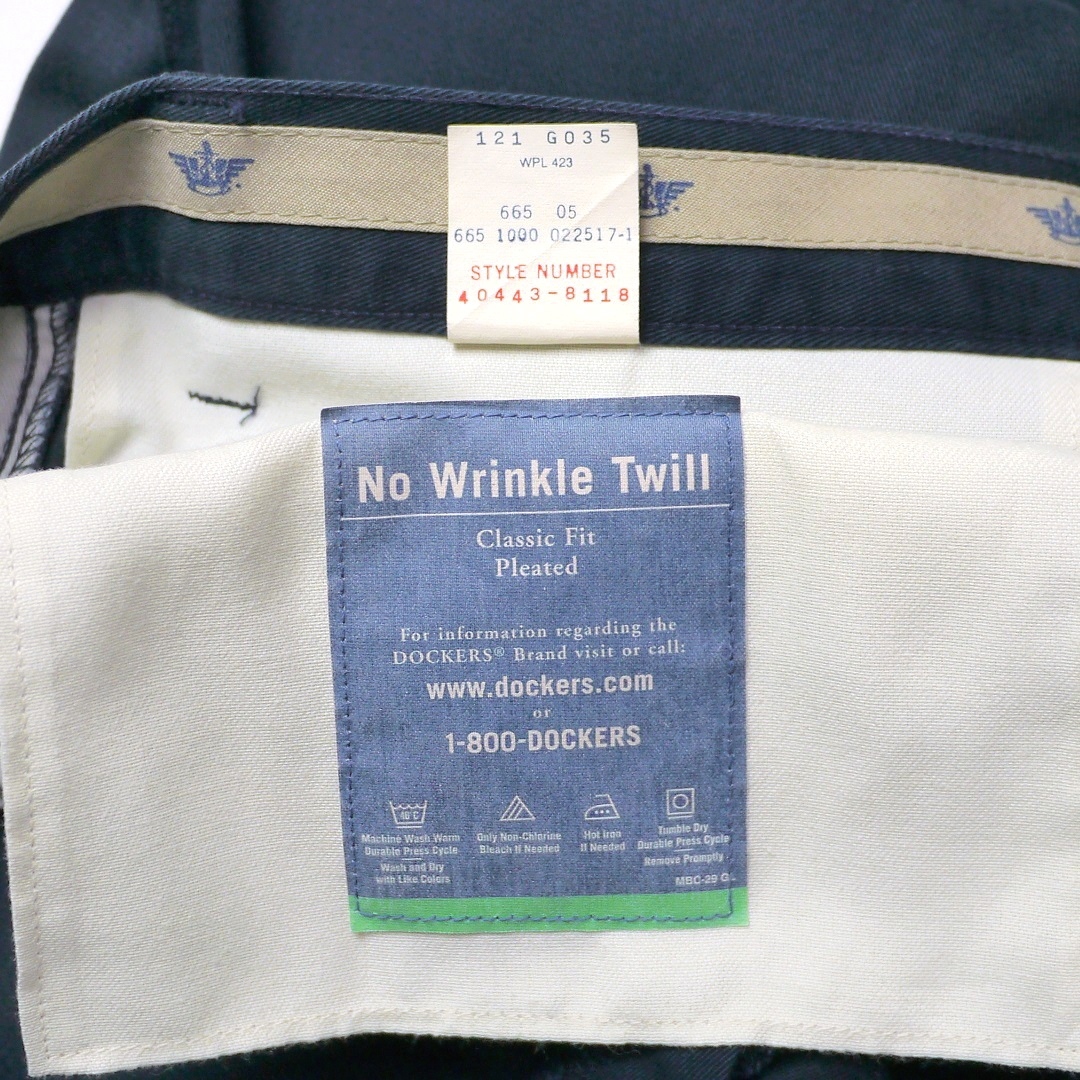 121 G035
WPL 423
665 05
665 1000 022517-1
STYLE NUMBER
40443-8118
No Wrinkle Twill
Classic Fit
Pleated
For information regarding the
DOCKERS® Brand visit or call:
www.dockers.com
or
1-800-DOCKERS
40°C
Machine Wash Warm
Durable Press Cycle
Wash and Dry
with Like Colors
Only Non-Chlorine
Bleach If Needed
Hot Iron
If Needed
Tumble Dry
Durable Press Cycle
Remove Promptly
MBC-29